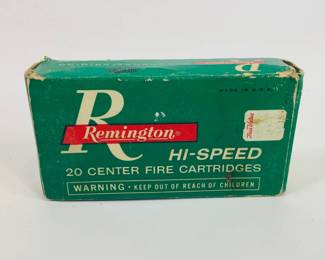 R
MADE IN U.S.A.
R
Remington®
HI-SPEED
20 CENTER FIRE CARTRIDGES
WARNING • KEEP OUT OF REACH OF CHILDREN